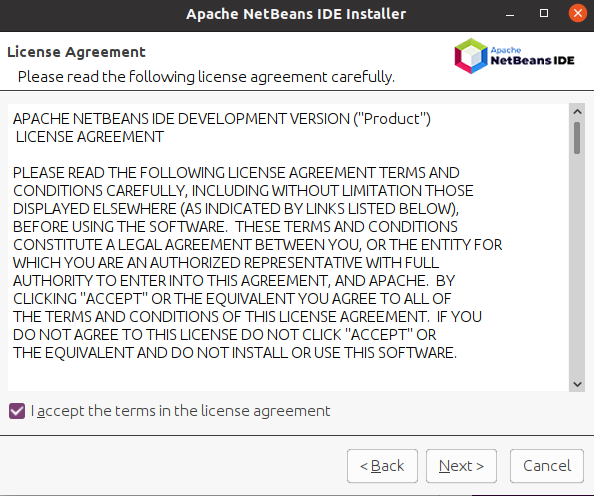 Apache NetBeans IDE Installer
License Agreement
Please read the following license agreement carefully.
Apache
NetBeans IDE
APACHE NETBEANS IDE DEVELOPMENT VERSION ("Product")
LICENSE AGREEMENT
PLEASE READ THE FOLLOWING LICENSE AGREEMENT TERMS AND
CONDITIONS CAREFULLY, INCLUDING WITHOUT LIMITATION THOSE
DISPLAYED ELSEWHERE (AS INDICATED BY LINKS LISTED BELOW),
BEFORE USING THE SOFTWARE.  THESE TERMS AND CONDITIONS
CONSTITUTE A LEGAL AGREEMENT BETWEEN YOU, OR THE ENTITY FOR
WHICH YOU ARE AN AUTHORIZED REPRESENTATIVE WITH FULL
AUTHORITY TO ENTER INTO THIS AGREEMENT, AND APACHE.  BY
CLICKING "ACCEPT" OR THE EQUIVALENT YOU AGREE TO ALL OF
THE TERMS AND CONDITIONS OF THIS LICENSE AGREEMENT.  IF YOU
DO NOT AGREE TO THIS LICENSE DO NOT CLICK "ACCEPT" OR
THE EQUIVALENT AND DO NOT INSTALL OR USE THIS SOFTWARE.
I accept the terms in the license agreement
< Back
Next >
Cancel